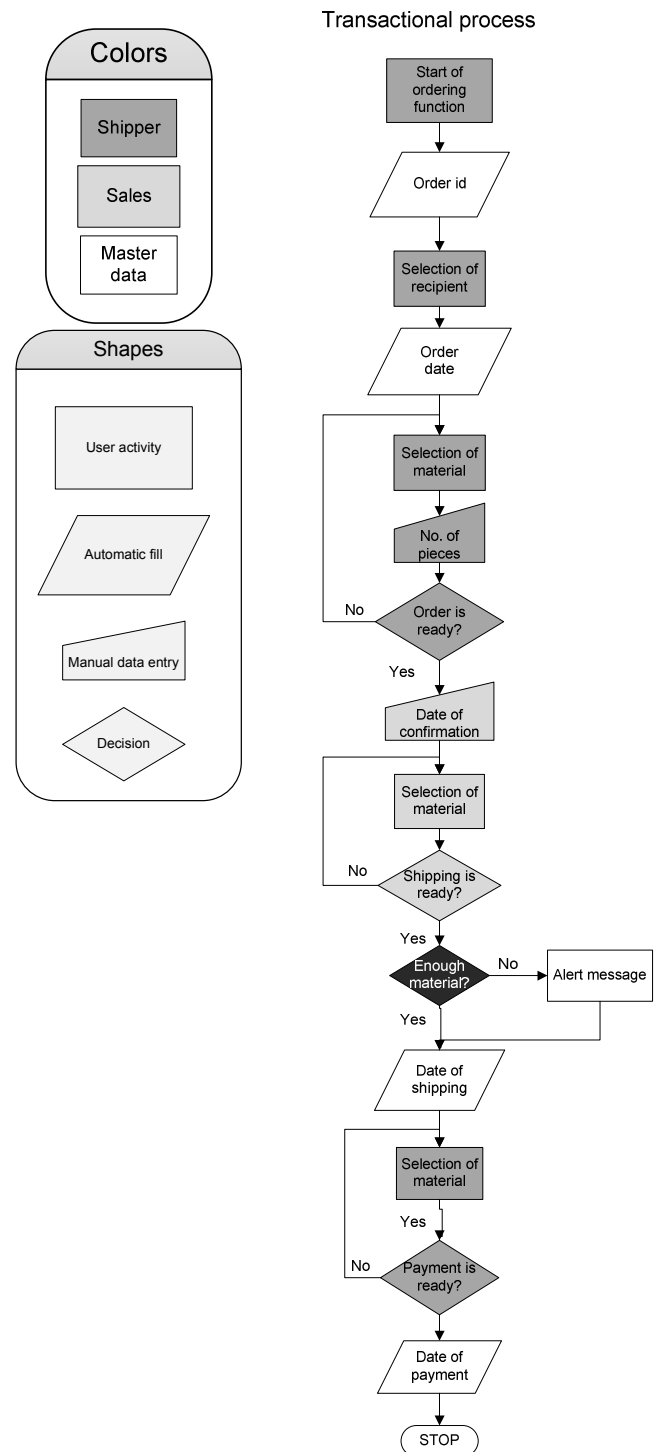 Transactional process
Colors
Shipper
Sales
Master
data
Shapes
User activity
Automatic fill
Manual data entry
Decision
Start of
ordering
function
Order id
Selection of
recipient
Order
date
Selection of
material
No. of
pieces
Order is
ready?
No
Yes
Date of
confirmation
Selection of
material
Shipping is
ready?
No
Yes
Enough
material?
No
Alert message
Yes
Date of
shipping
Selection of
material
Yes
Payment is
ready?
No
Date of
payment
STOP